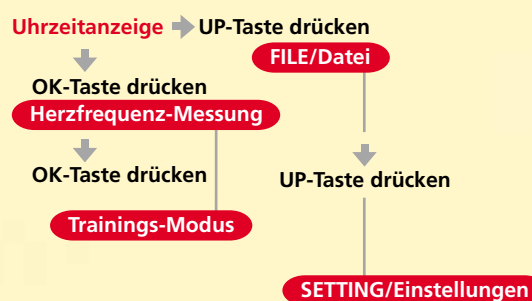 Uhrzeitanzeige UP-Taste drücken
FILE/Datei
OK-Taste drücken
Herzfrequenz-Messung
OK-Taste drücken
UP-Taste drücken
Trainings-Modus
SETTING/Einstellungen